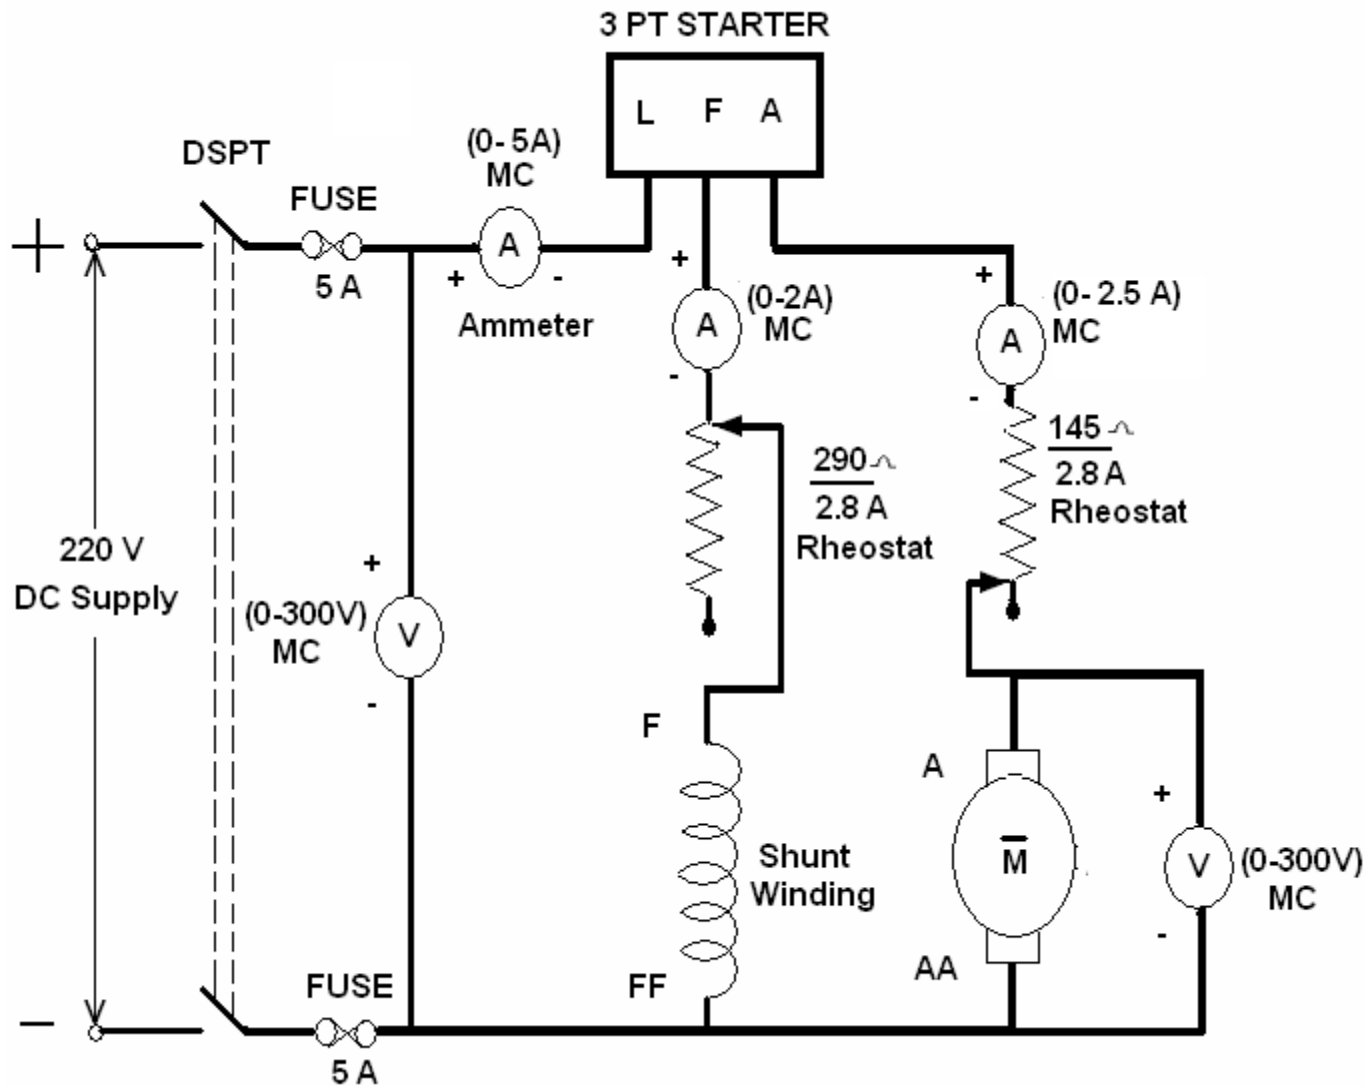 3 PT STARTER
L F A
DSPT
(0- 5A)
MC
FUSE
+
A
5 A
+ -
Ammeter
+
(0-2A)
MC
A
-
+
(0- 2.5 A)
MC
A
-
290
2.8 A
Rheostat
145
2.8 A
Rheostat
220 V
DC Supply
+
(0-300V)
MC
V
-
F
Shunt
Winding
FF
A
M
AA
+
V
(0-300V)
MC
-
FUSE
-
5 A